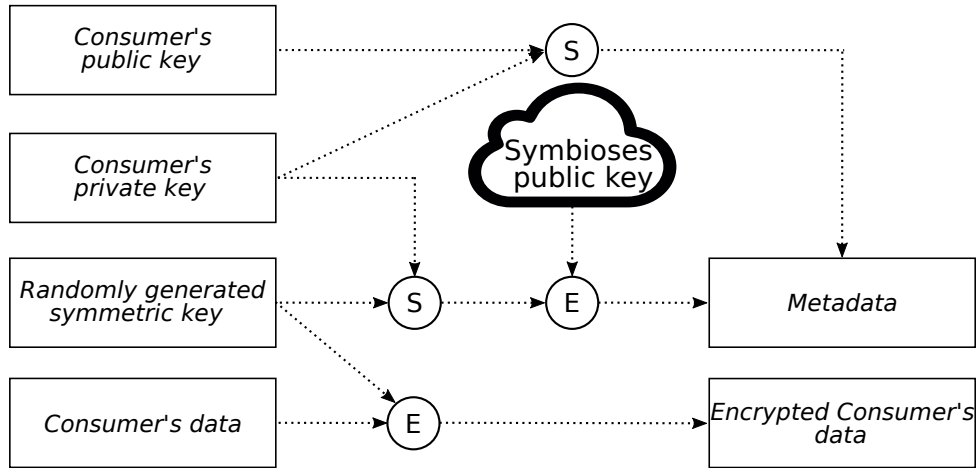 Consumer's
public key
S
Symbioses
public key
Consumer's
private key
Randomly generated
symmetric key
S
E
Metadata
Consumer's data
E
Encrypted Consumer's
data